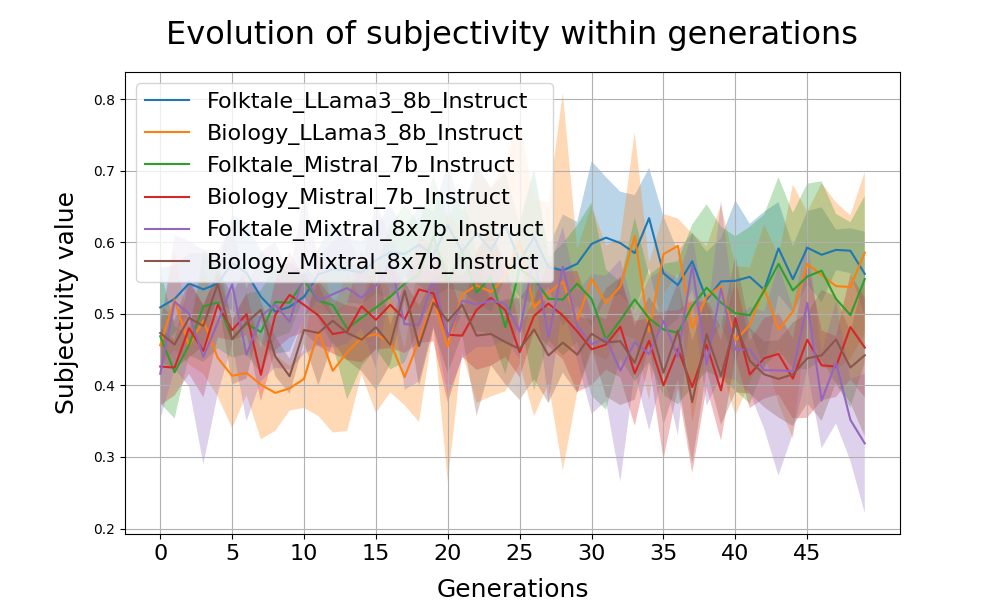 Evolution of subjectivity within generations
Folktale_LLama3_8b_Instruct
Biology_LLama3_8b_Instruct
Folktale_Mistral_7b_Instruct
Biology_Mistral_7b_Instruct
Folktale_Mixtral_8x7b_Instruct
Biology_Mixtral_8x7b_Instruct
Subjectivity value
0.8
0.7
0.6
0.5
0.4
0.3
0.2
0 5 10 15 20 25 30 35 40 45
Generations